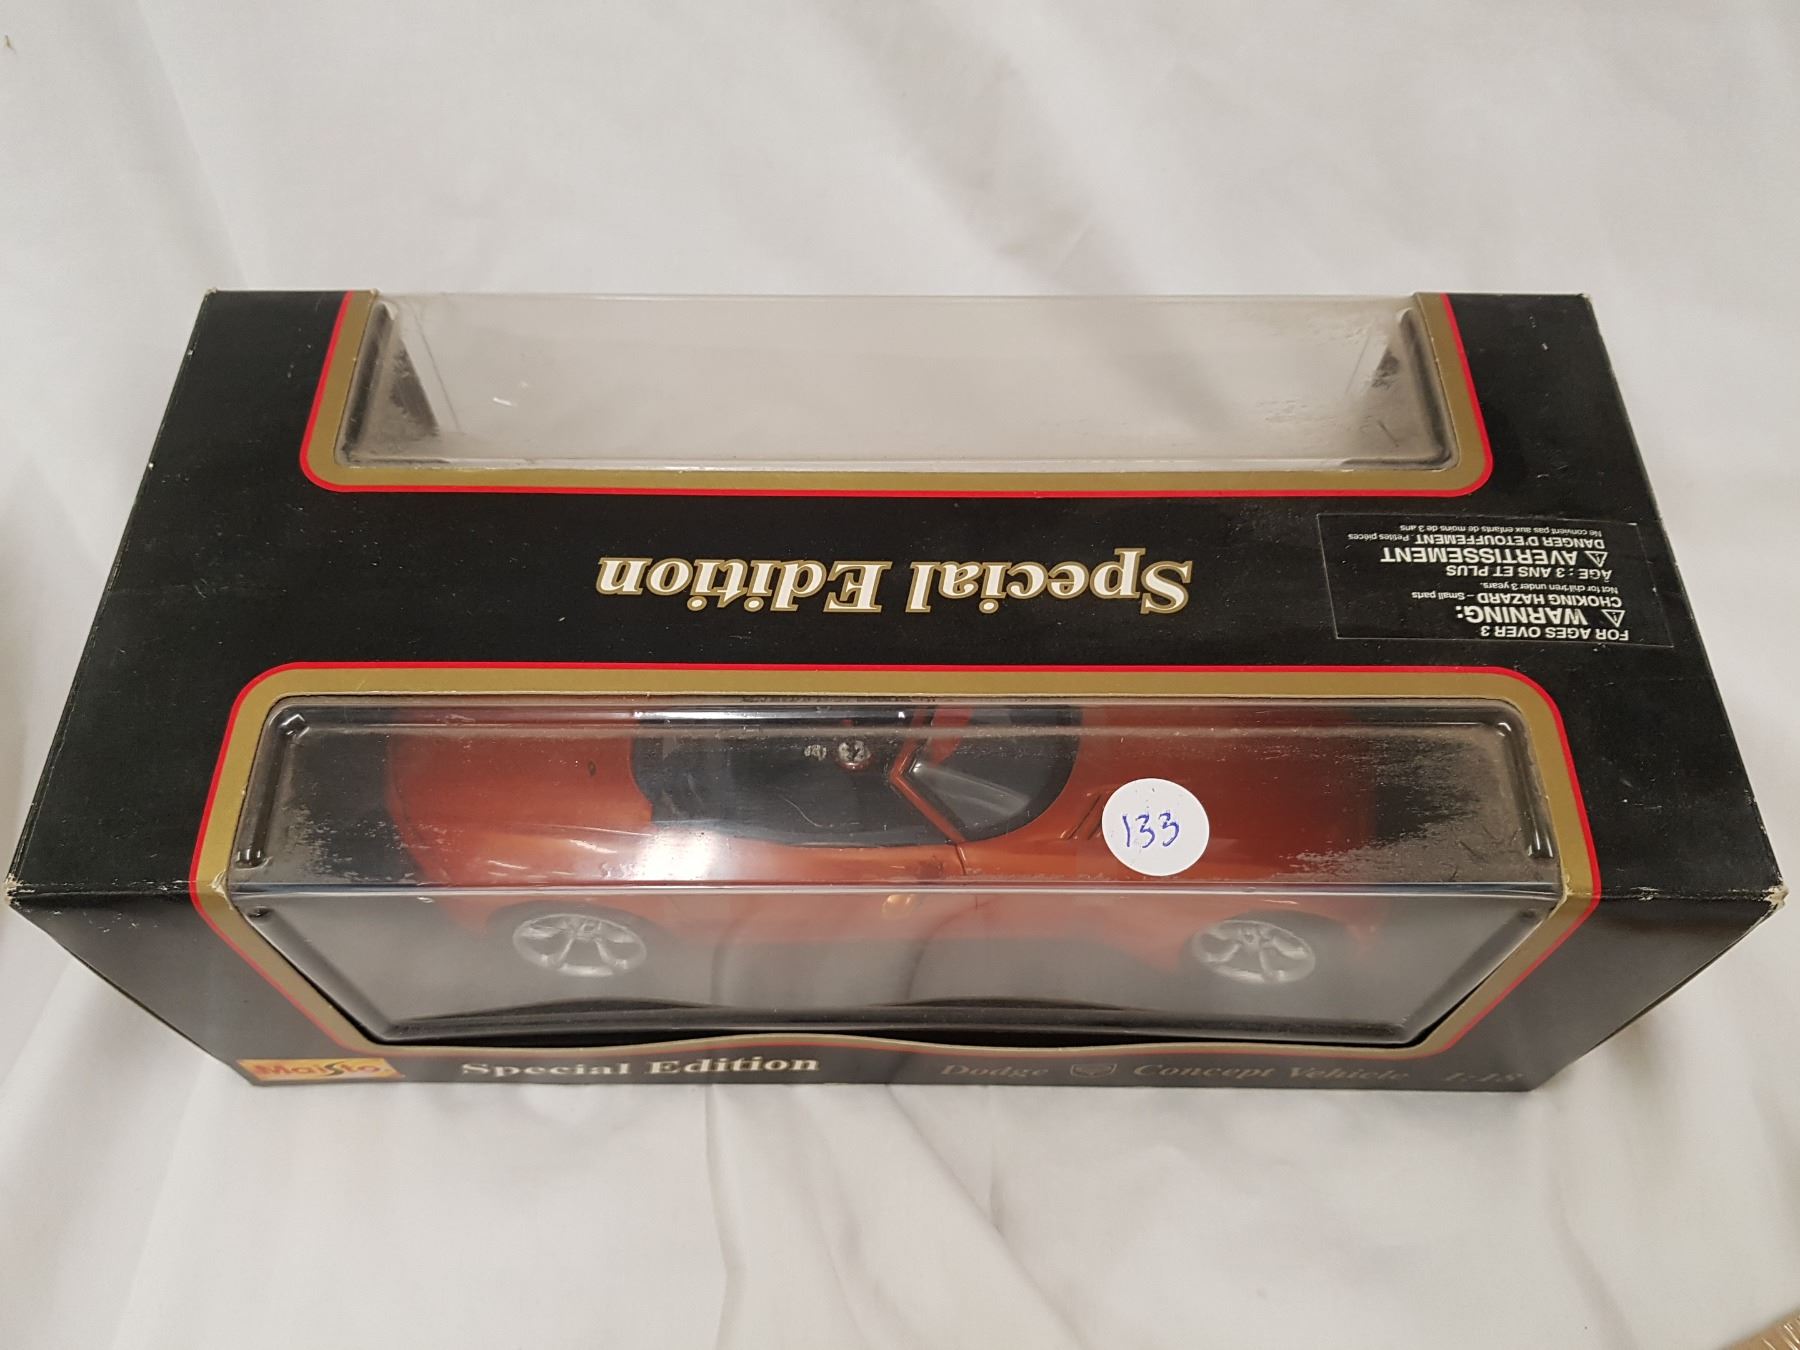 Special Edition
FOR AGES OVER 3
WARNING:
CHOKING HAZARD - Small parts
Not for children under 3 years.
AGE : 3 ANS ET PLUS
AVERTISSEMENT
DANGER D'ETOUFFEMENT Petites pièces
Ne convient pas aux enfants de moins de 3 ans
133
Maisto
Special Edition
Dodge Concept Vehicle 1:18